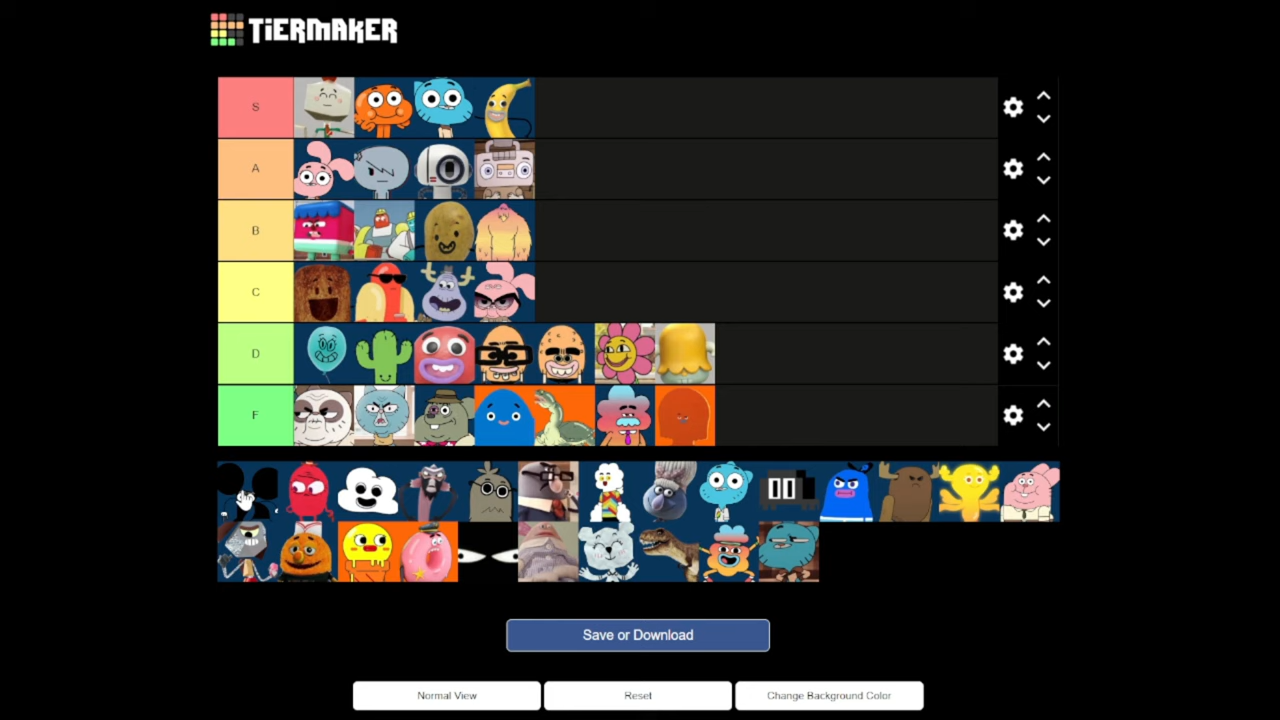 TiERMAKER
S
A
B
C
D
F
Save or Download
Normal View
Reset
Change Background Color